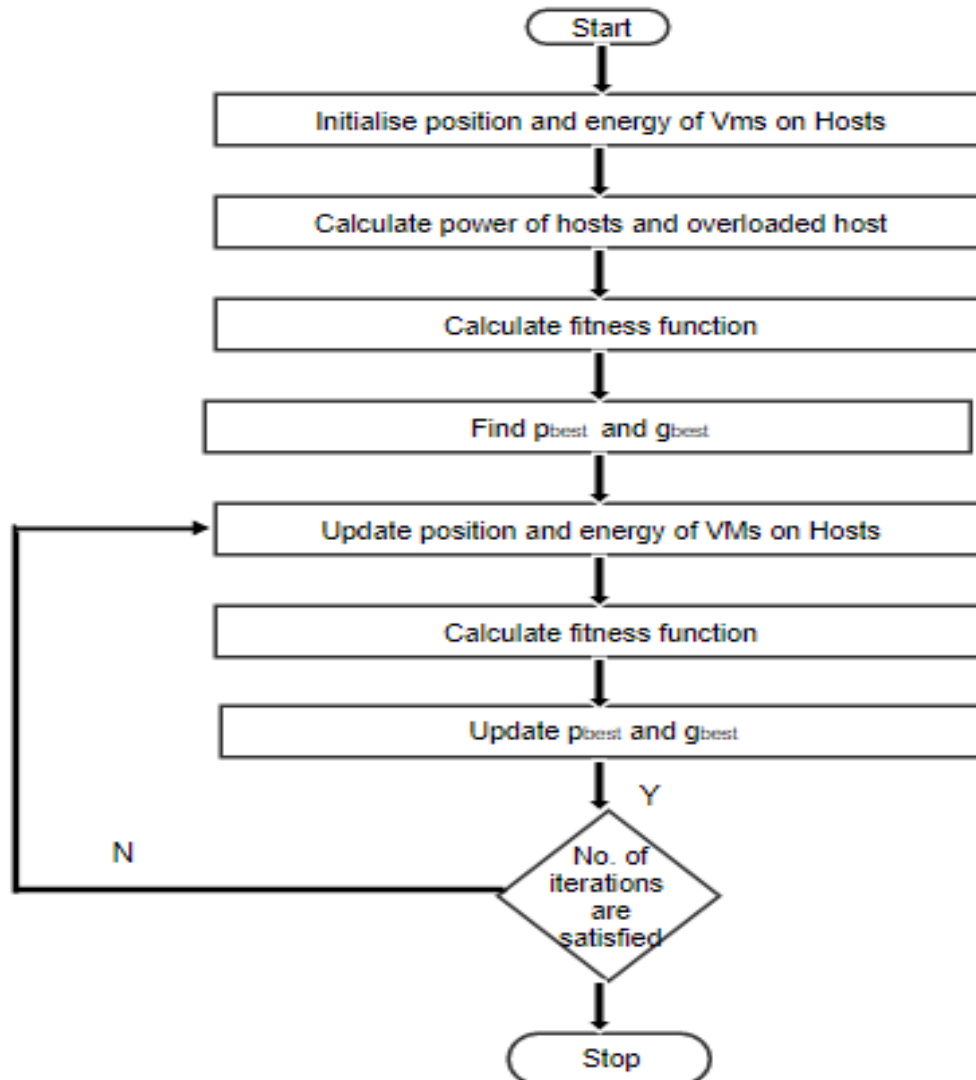 Start
Initialise position and energy of Vms on Hosts
Calculate power of hosts and overloaded host
Calculate fitness function
Find pbest and gbest
Update position and energy of VMs on Hosts
Calculate fitness function
Update pbest and gbest
Y
N
No. of
iterations
are
satisfied
Stop